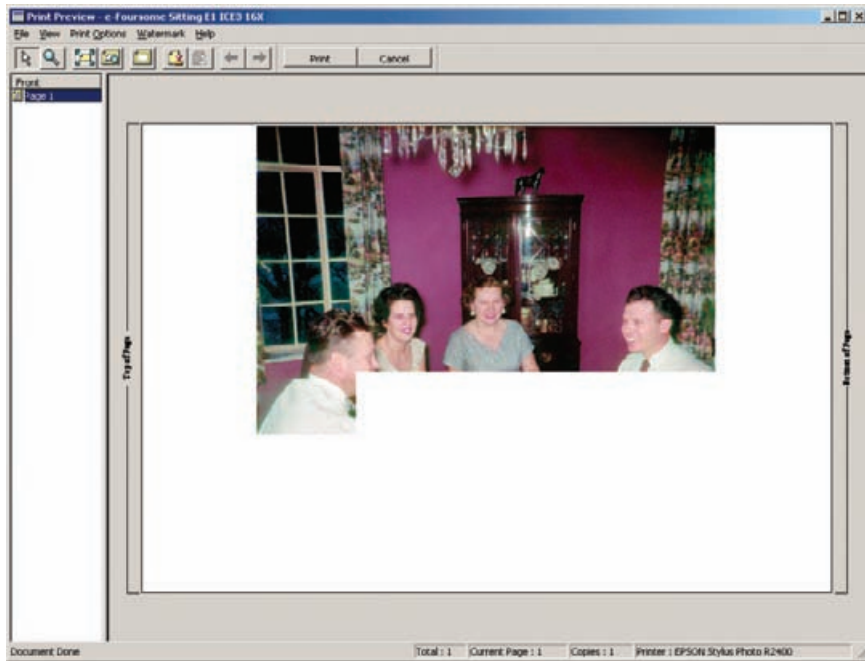 Print Preview - e-foursome Sitting E1 ICE3 16X
File View Print Options Watermark Help
Print Cancel
Front
Page 1
Top of Page
Bottom of Page
Document Done
Total : 1 Current Page : 1 Copies : 1 Printer : EPSON Stylus Photo R2400